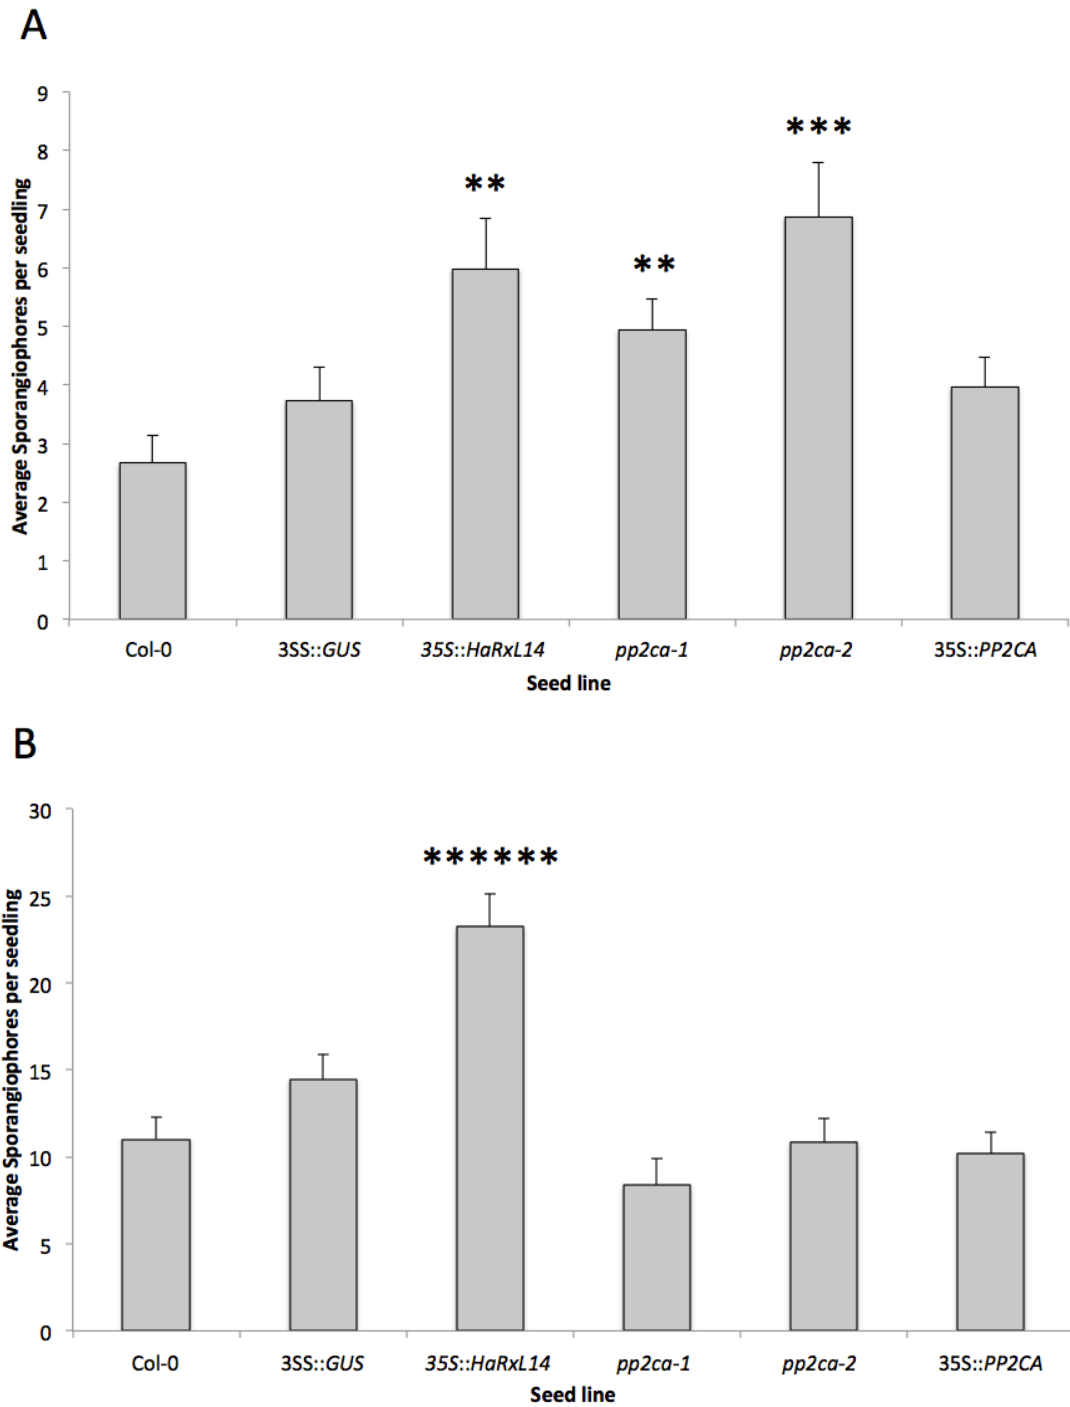 A
9
8
7
6
5
4
3
2
1
0
Average Sporangiophores per seedling
**
**
***
Col-0 3SS::GUS 35S::HaRxL14 pp2ca-1 pp2ca-2 35S::PP2CA
Seed line
B
30
25
20
15
10
5
0
Average Sporangiophores per seedling
******
Col-0 3SS::GUS 35S::HaRxL14 pp2ca-1 pp2ca-2 35S::PP2CA
Seed line